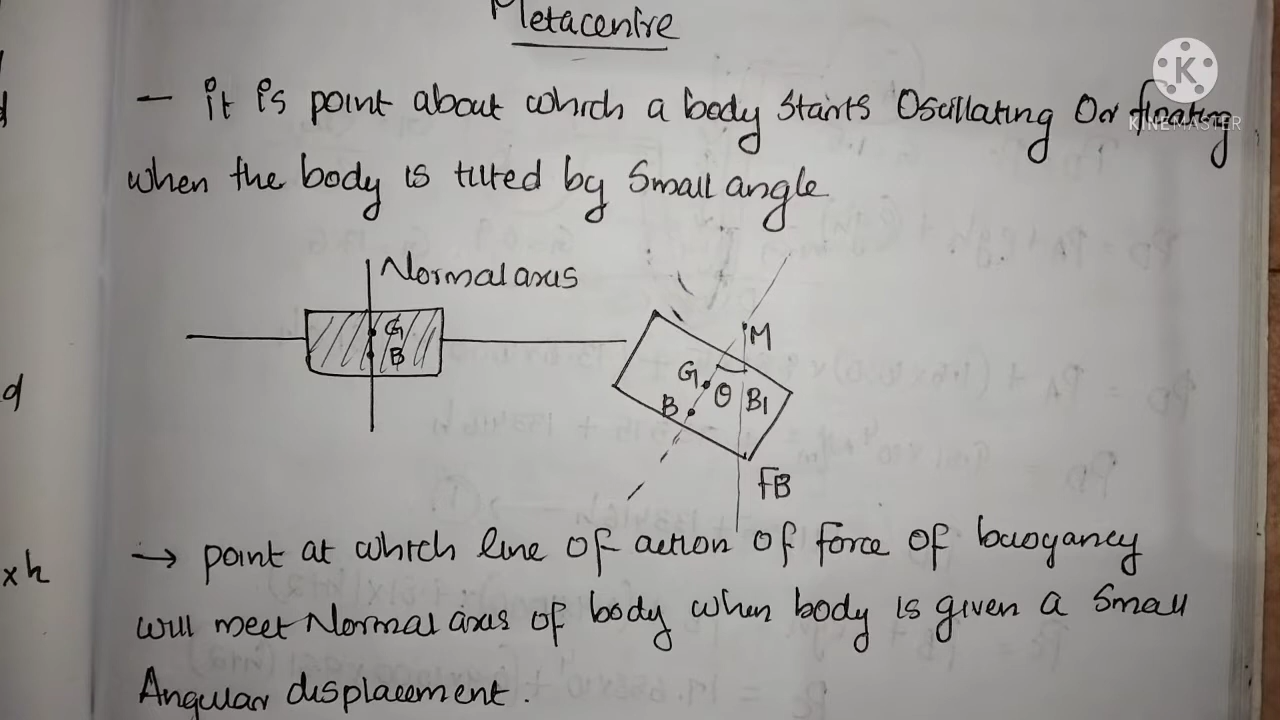 Metacentre
K
KINEMASTER
- it is point about which a body starts Oscillating Or floating
when the body is tilted by Small angle
Normal axis
G
B
M
G
B
θ
B1
FB
d
xh
→ point at which line of action of force of buoyancy
will meet Normal axis of body when body is given a small
Angular displacement.